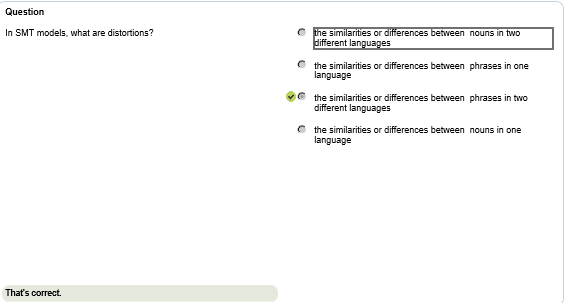 Question
In SMT models, what are distortions?
the similarities or differences between nouns in two
different languages
the similarities or differences between phrases in one
language
the similarities or differences between phrases in two
different languages
the similarities or differences between nouns in one
language
That's correct.